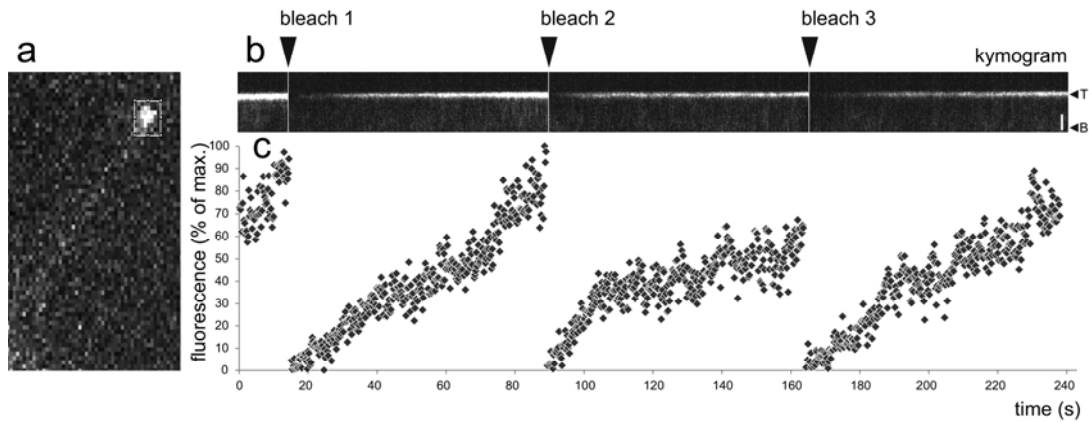 bleach 1 bleach 2 bleach 3
a b kymogram
T
B
c
fluorescence (% of max.)
100
90
80
70
60
50
40
30
20
10
0
0 20 40 60 80 100 120 140 160 180 200 220 240
time (s)